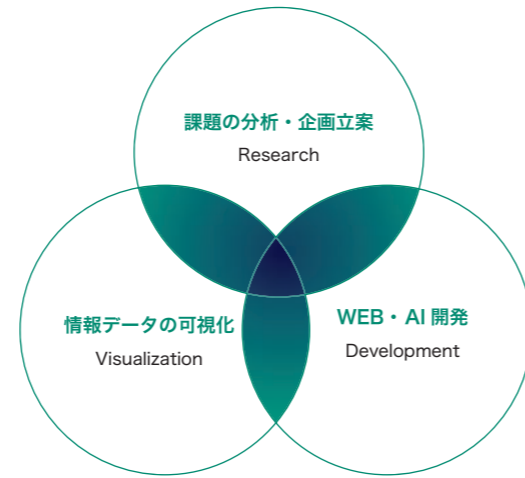 課題の分析・企画立案
Research
情報データの可視化
Visualization
WEB・AI 開発
Development